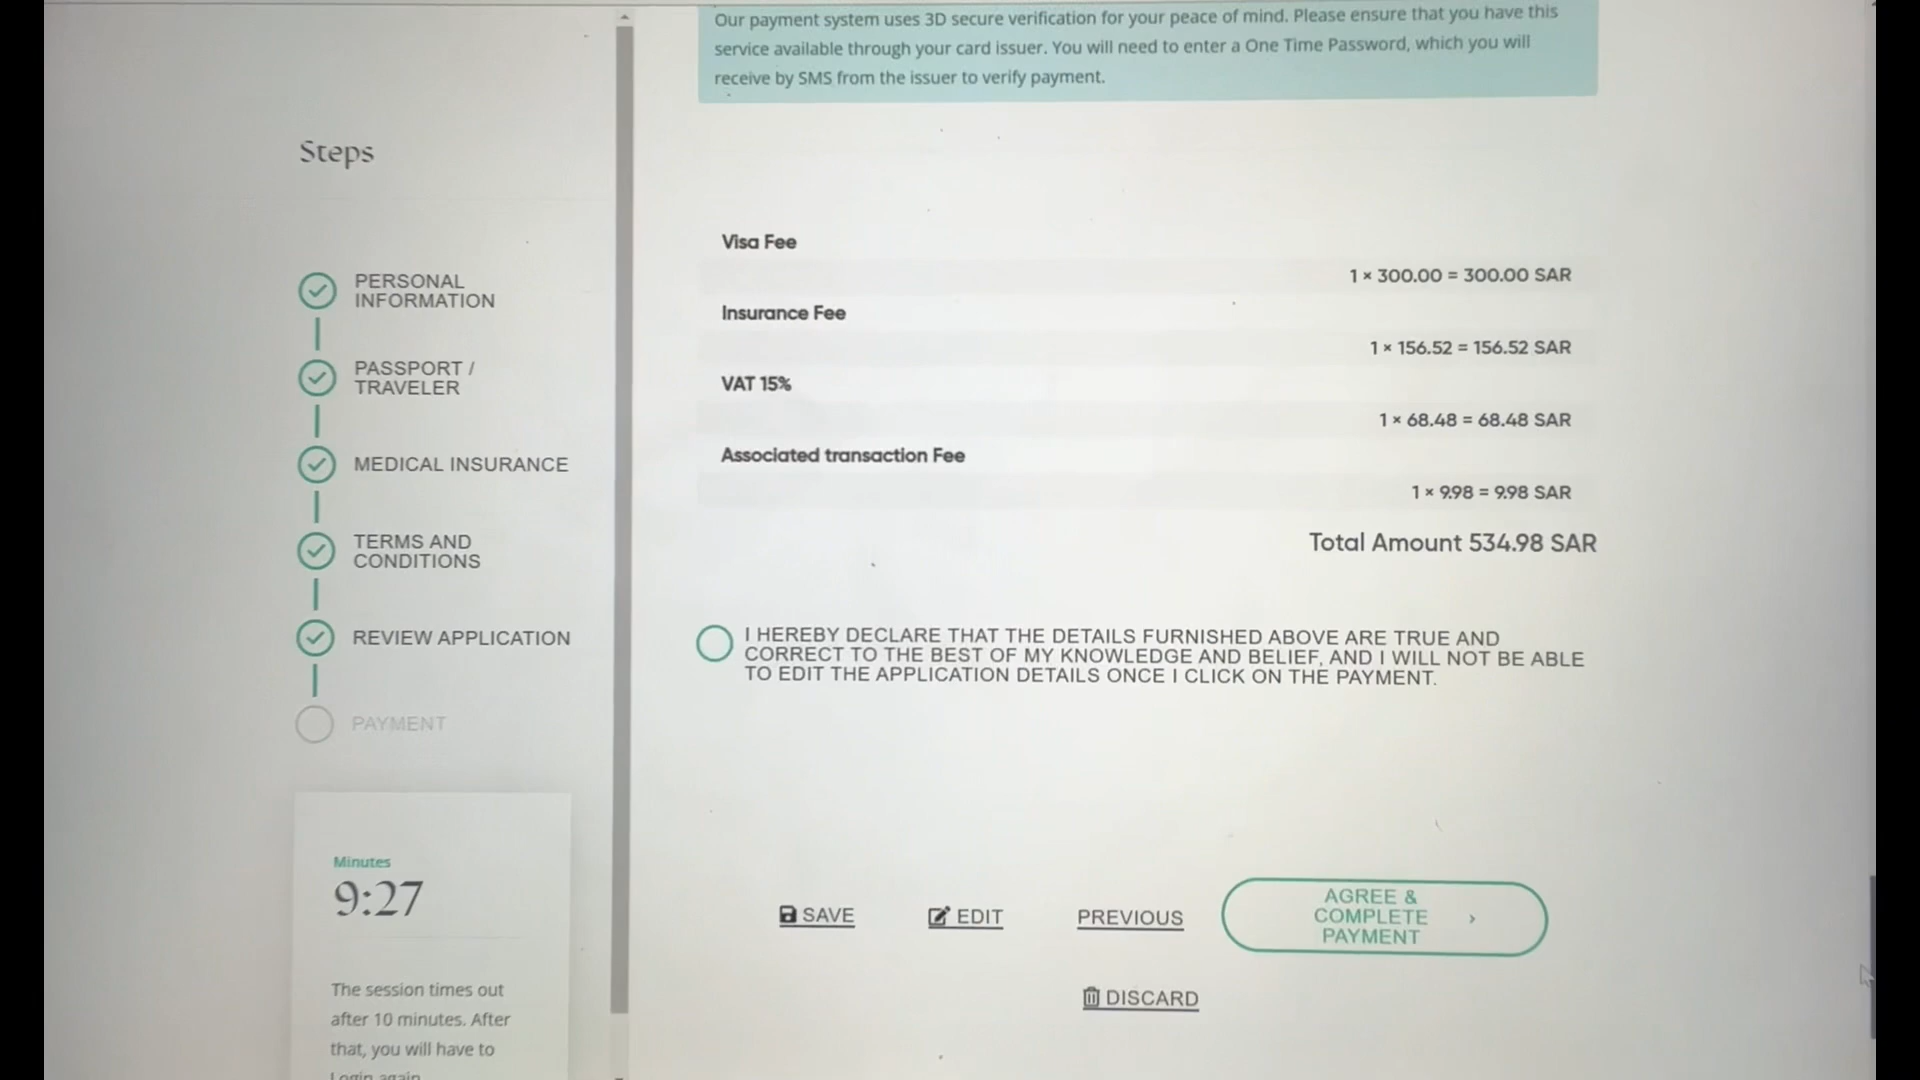 Our payment system uses 3D secure verification for your peace of mind. Please ensure that you have this
service available through your card issuer. You will need to enter a One Time Password, which you will
receive by SMS from the issuer to verify payment.
Steps
PERSONAL
INFORMATION
PASSPORT /
TRAVELER
MEDICAL INSURANCE
TERMS AND
CONDITIONS
REVIEW APPLICATION
PAYMENT
Minutes
9:27
The session times out
after 10 minutes. After
that, you will have to
Login again
Visa Fee
1 × 300.00 = 300.00 SAR
Insurance Fee
1 × 156.52 = 156.52 SAR
VAT 15%
1 × 68.48 = 68.48 SAR
Associated transaction Fee
1 × 9.98 = 9.98 SAR
Total Amount 534.98 SAR
I HEREBY DECLARE THAT THE DETAILS FURNISHED ABOVE ARE TRUE AND
CORRECT TO THE BEST OF MY KNOWLEDGE AND BELIEF, AND I WILL NOT BE ABLE
TO EDIT THE APPLICATION DETAILS ONCE I CLICK ON THE PAYMENT.
SAVE
EDIT
PREVIOUS
AGREE &
COMPLETE
PAYMENT
DISCARD